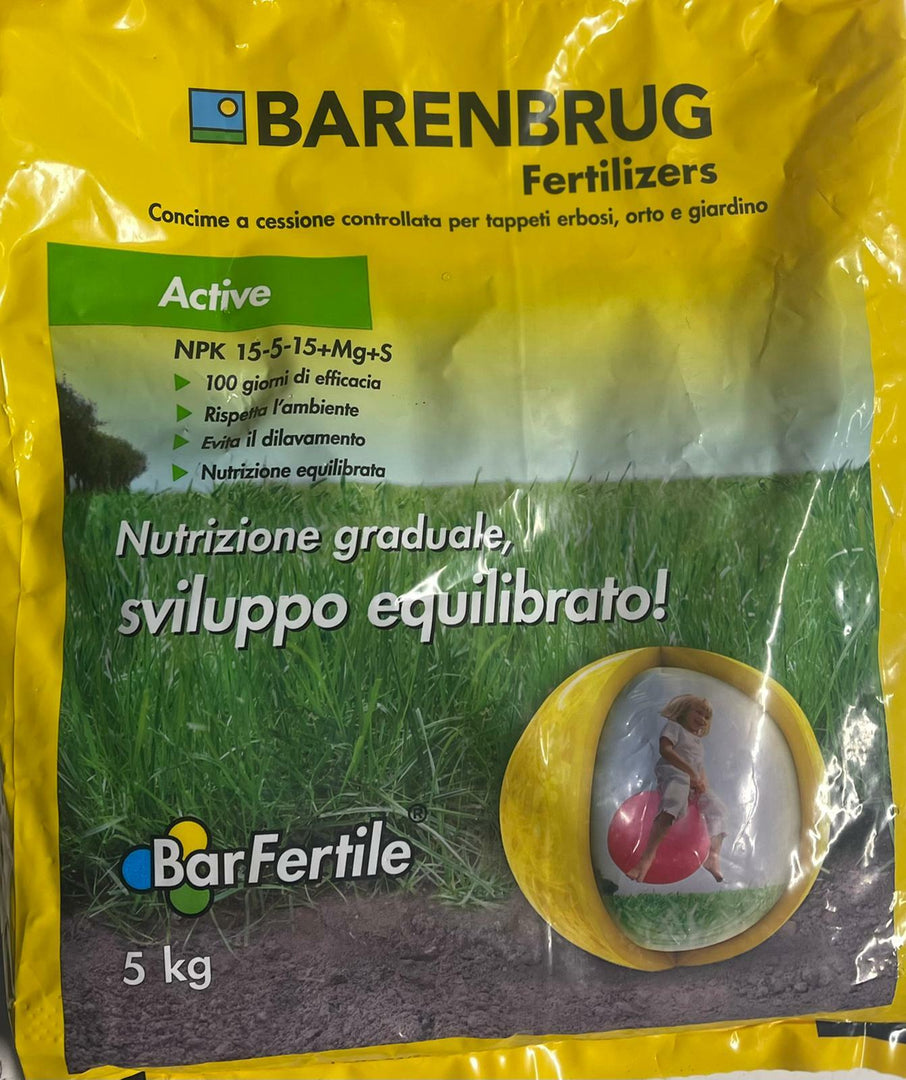 BARENBRUG
Fertilizers
Concime a cessione controllata per tappeti erbosi, orto e giardino
Active
NPK 15-5-15+Mg+S
100 giorni di efficacia
Rispetta l'ambiente
Evita il dilavamento
Nutrizione equilibrata
Nutrizione graduale,
sviluppo equilibrato!
BarFertile®
5 kg